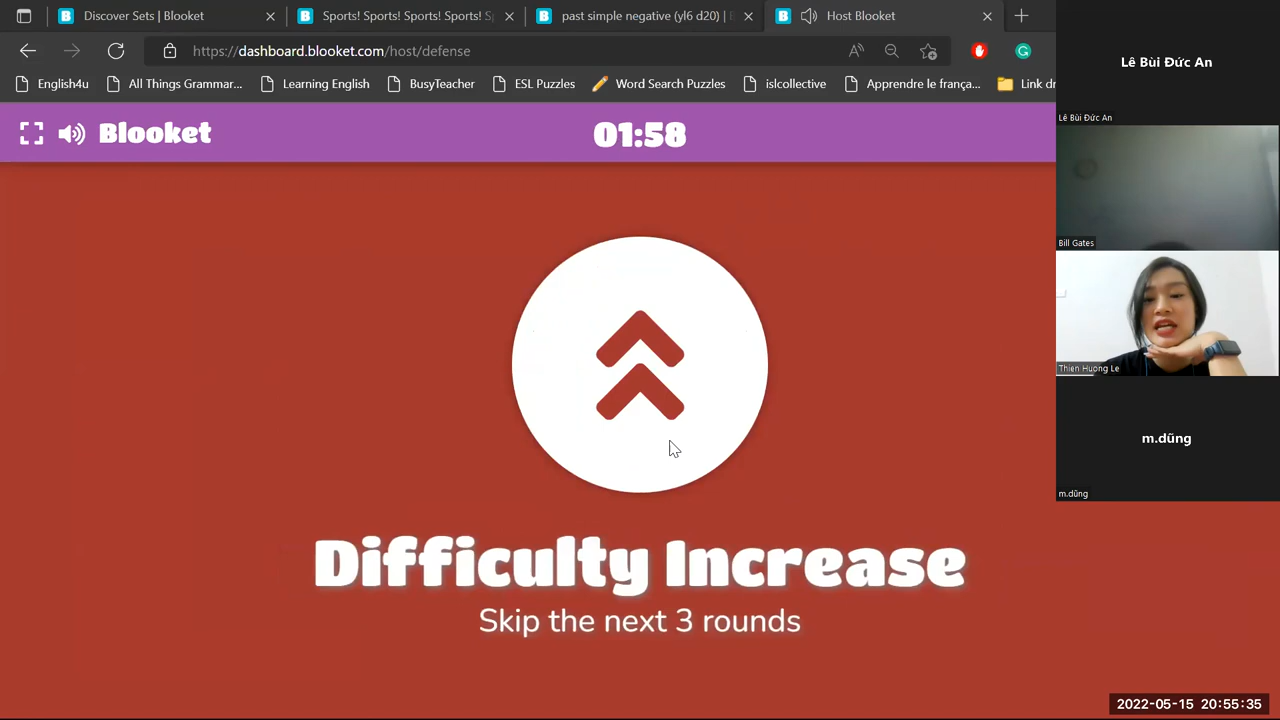 Discover Sets | Blooket
Sports! Sports! Sports! Sports! S
past simple negative (yl6 d20) |
Host Blooket
https://dashboard.blooket.com/host/defense
English4u
All Things Grammar...
Learning English
BusyTeacher
ESL Puzzles
Word Search Puzzles
islcollective
Apprendre le frança...
Link dr
Blooket
01:58
Difficulty Increase
Skip the next 3 rounds
Lê Bùi Đức An
Lê Bùi Đức An
Bill Gates
Thien Huong Le
m.dũng
m.dũng
2022-05-15 20:55:35